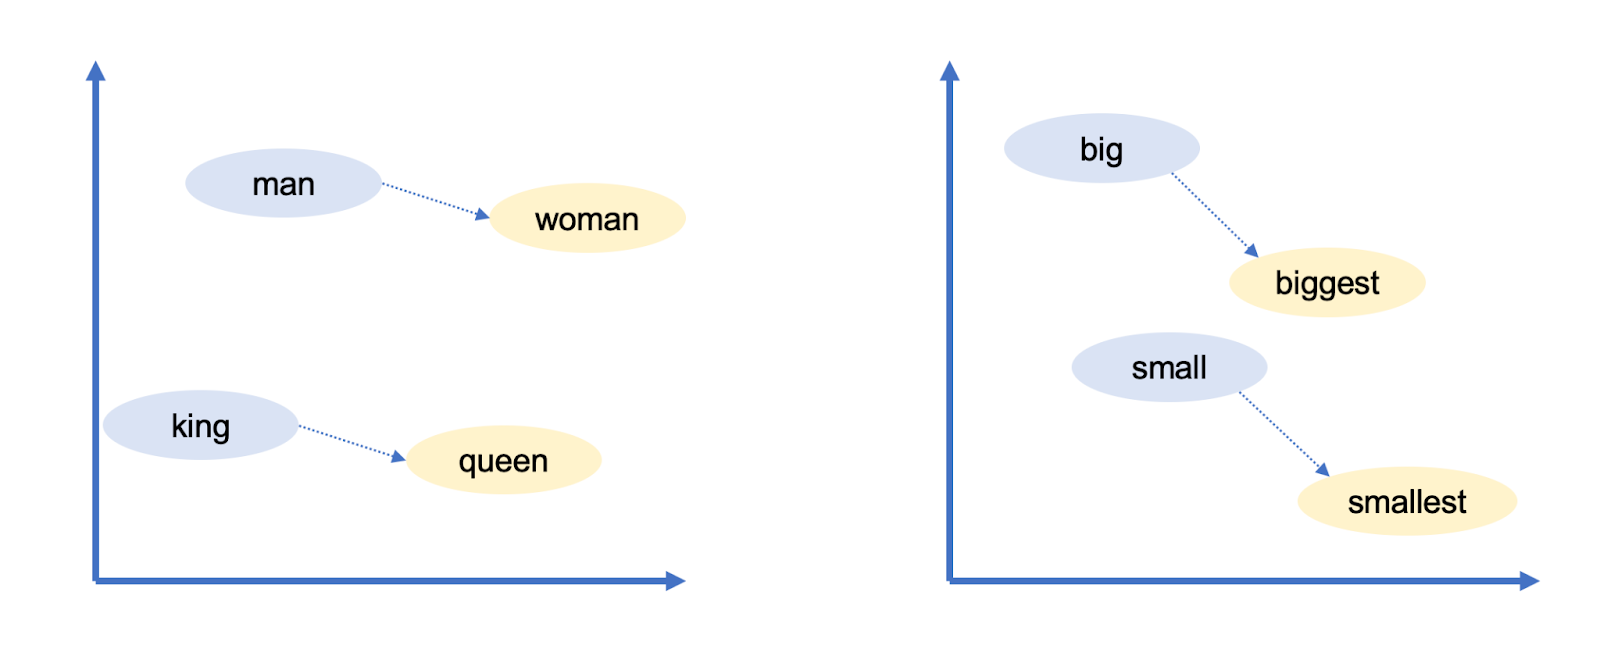 man
woman
king
queen
big
biggest
small
smallest